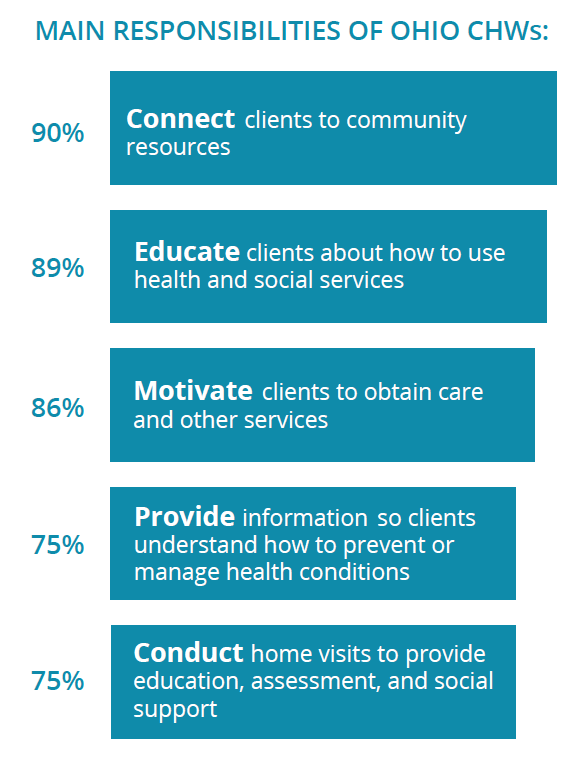 MAIN RESPONSIBILITIES OF OHIO CHWs:
90%
Connect clients to community
resources
89%
Educate clients about how to use
health and social services
86%
Motivate clients to obtain care
and other services
75%
Provide information so clients
understand how to prevent or
manage health conditions
75%
Conduct home visits to provide
education, assessment, and social
support